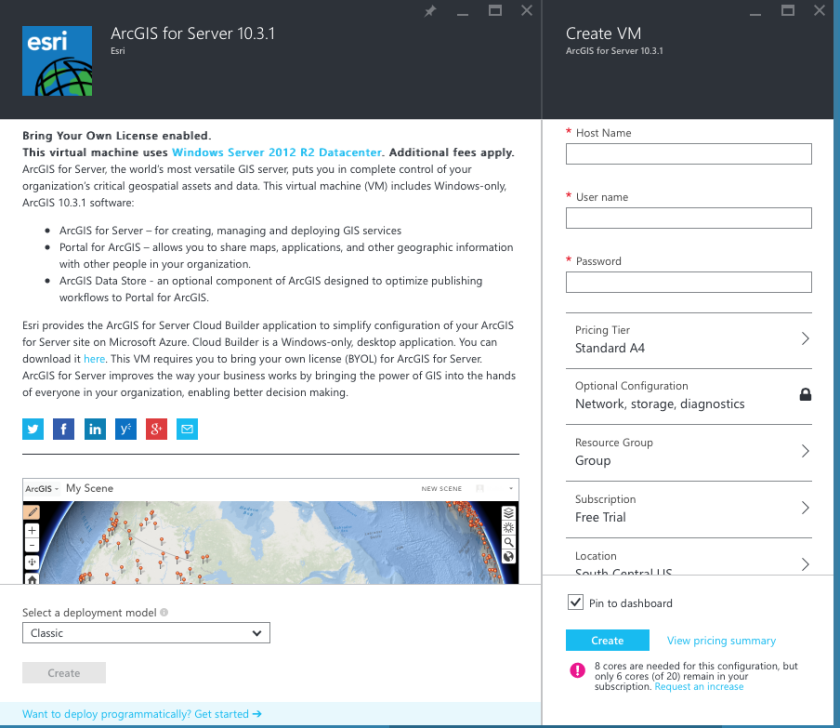 esri
ArcGIS for Server 10.3.1
Esri
Bring Your Own License enabled.
This virtual machine uses Windows Server 2012 R2 Datacenter. Additional fees apply.
ArcGIS for Server, the world's most versatile GIS server, puts you in complete control of your
organization's critical geospatial assets and data. This virtual machine (VM) includes Windows-only,
ArcGIS 10.3.1 software:
• ArcGIS for Server – for creating, managing and deploying GIS services
• Portal for ArcGIS – allows you to share maps, applications, and other geographic information
with other people in your organization.
• ArcGIS Data Store - an optional component of ArcGIS designed to optimize publishing
workflows to Portal for ArcGIS.
Esri provides the ArcGIS for Server Cloud Builder application to simplify configuration of your ArcGIS
for Server site on Microsoft Azure. Cloud Builder is a Windows-only, desktop application. You can
download it here. This VM requires you to bring your own license (BYOL) for ArcGIS for Server.
ArcGIS for Server improves the way your business works by bringing the power of GIS into the hands
of everyone in your organization, enabling better decision making.
ArcGIS - My Scene NEW SCENE
Select a deployment model
Classic
Create
Want to deploy programmatically? Get started →
Create VM
ArcGIS for Server 10.3.1
* Host Name
* User name
* Password
Pricing Tier
Standard A4
Optional Configuration
Network, storage, diagnostics
Resource Group
Group
Subscription
Free Trial
Location
South Central US
Pin to dashboard
Create View pricing summary
8 cores are needed for this configuration, but
only 6 cores (of 20) remain in your
subscription. Request an increase